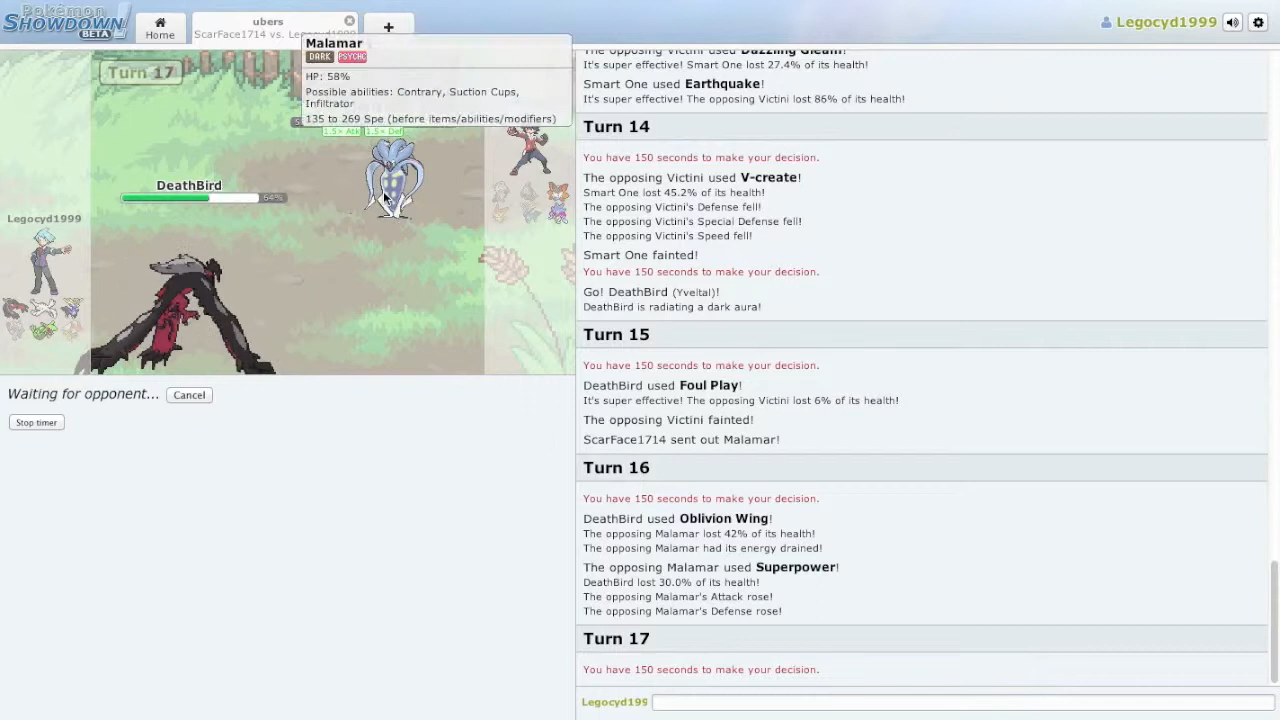 Pokémon
SHOWDOWN!
BETA
Home
ubers
ScarFace1714 vs. Legocyd1999
+
Legocyd1999
Malamar
DARK PSYCHC
HP: 58%
Possible abilities: Contrary, Suction Cups,
Infiltrator
135 to 269 Spe (before items/abilities/modifiers)
Turn 17
1.5× Atk 1.5× Def
DeathBird
64%
Legocyd1999
Waiting for opponent... Cancel
Stop timer
The opposing Victini used Dazzling Gleam!
It's super effective! Smart One lost 27.4% of its health!
Smart One used Earthquake!
It's super effective! The opposing Victini lost 86% of its health!
Turn 14
You have 150 seconds to make your decision.
The opposing Victini used V-create!
Smart One lost 45.2% of its health!
The opposing Victini's Defense fell!
The opposing Victini's Special Defense fell!
The opposing Victini's Speed fell!
Smart One fainted!
You have 150 seconds to make your decision.
Go! DeathBird (Yveltal)!
DeathBird is radiating a dark aura!
Turn 15
You have 150 seconds to make your decision.
DeathBird used Foul Play!
It's super effective! The opposing Victini lost 6% of its health!
The opposing Victini fainted!
ScarFace1714 sent out Malamar!
Turn 16
You have 150 seconds to make your decision.
DeathBird used Oblivion Wing!
The opposing Malamar lost 42% of its health!
The opposing Malamar had its energy drained!
The opposing Malamar used Superpower!
DeathBird lost 30.0% of its health!
The opposing Malamar's Attack rose!
The opposing Malamar's Defense rose!
Turn 17
You have 150 seconds to make your decision.
Legocyd199